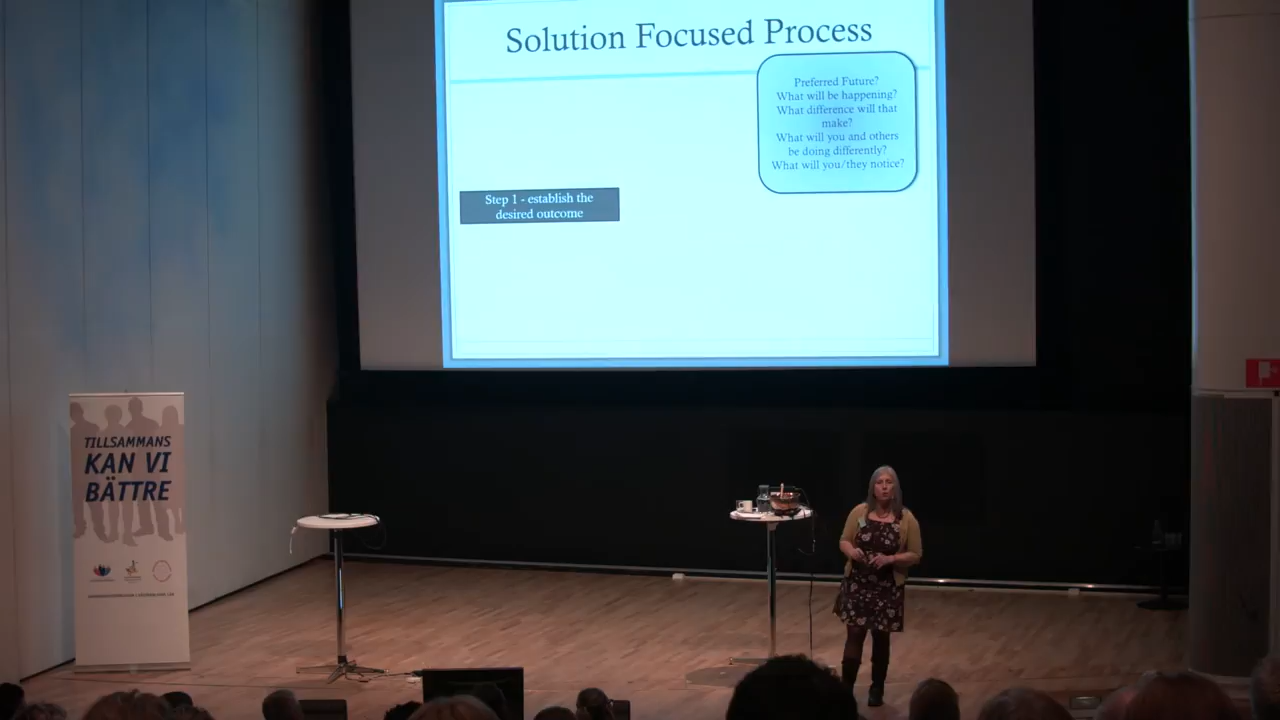 Solution Focused Process
Preferred Future?
What will be happening?
What difference will that
make?
What will you and others
be doing differently?
What will you/they notice?
Step 1 - establish the
desired outcome
TILLSAMMANS
KAN VI
BÄTTRE